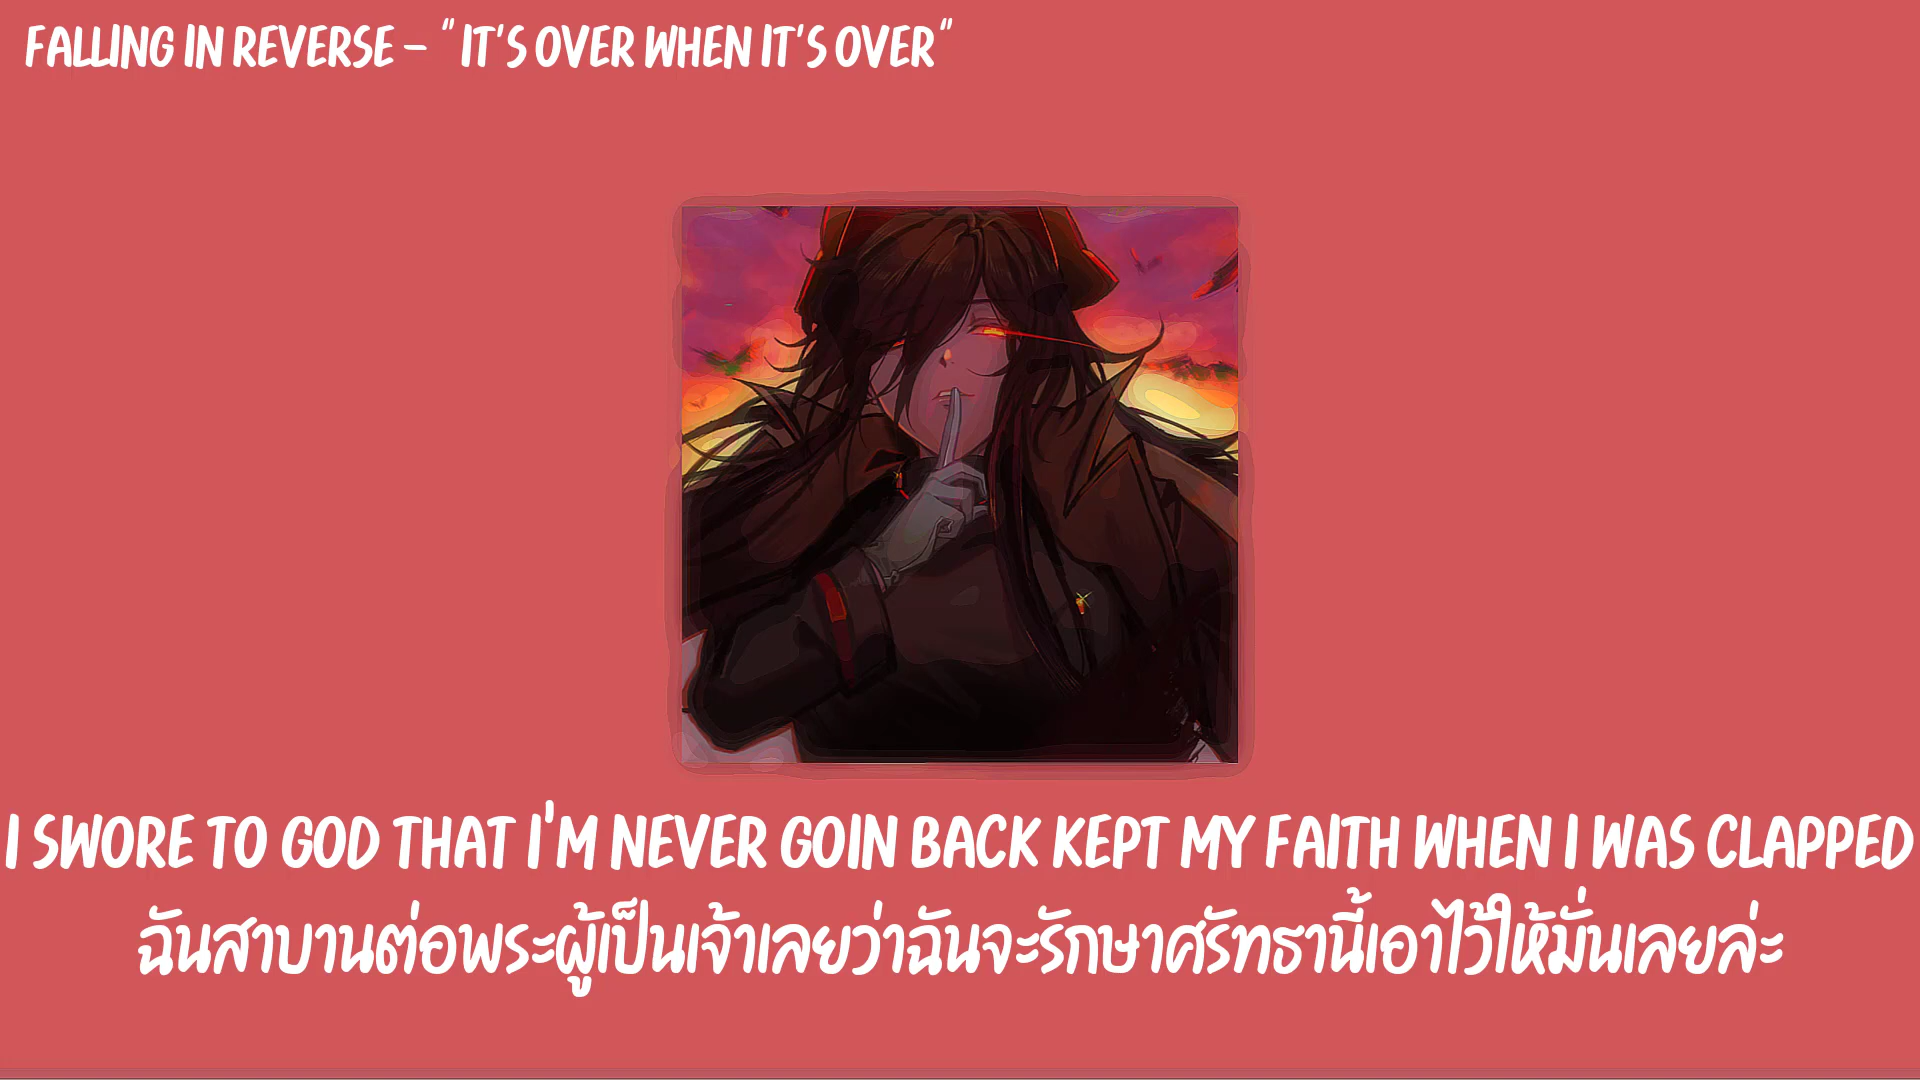 FALLING IN REVERSE - "IT'S OVER WHEN IT'S OVER"
I SWORE TO GOD THAT I'M NEVER GOIN BACK KEPT MY FAITH WHEN I WAS CLAPPED
ฉันสาบานต่อพระผู้เป็นเจ้าเลยว่าฉันจะรักษาศรัทธานี้เอาไว้ให้มั่นเลยล่ะ